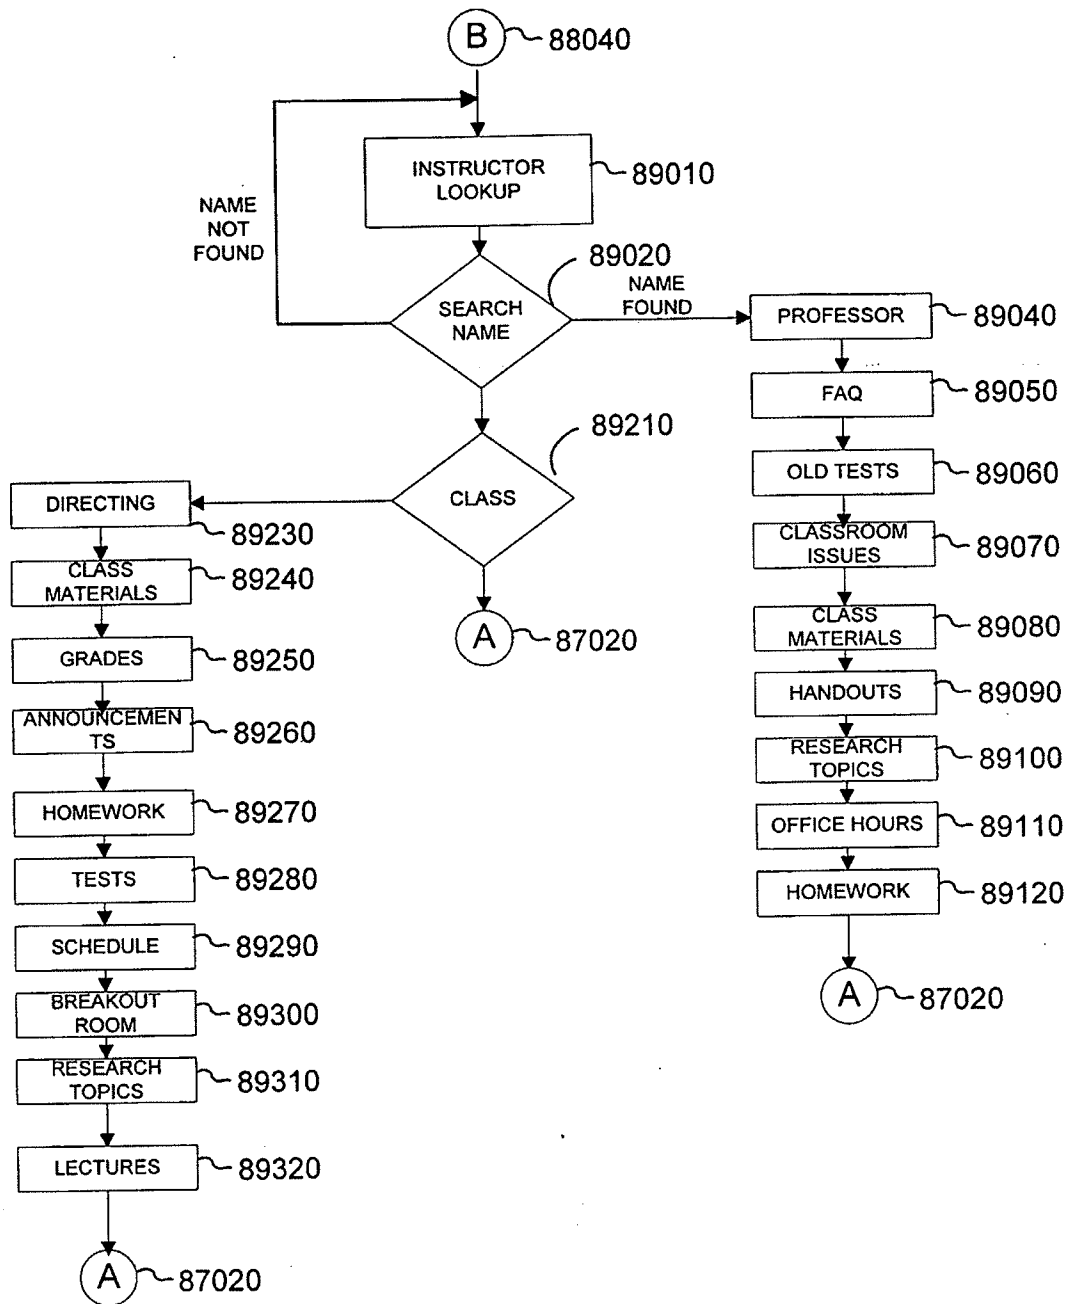 B
88040
INSTRUCTOR
LOOKUP
89010
NAME
NOT
FOUND
89020
SEARCH
NAME
NAME
FOUND
PROFESSOR
89040
FAQ
89050
89210
CLASS
OLD TESTS
89060
DIRECTING
89230
CLASSROOM
ISSUES
89070
CLASS
MATERIALS
89240
A
87020
CLASS
MATERIALS
89080
GRADES
89250
HANDOUTS
89090
ANNOUNCEMEN
TS
89260
RESEARCH
TOPICS
89100
HOMEWORK
89270
OFFICE HOURS
89110
TESTS
89280
HOMEWORK
89120
SCHEDULE
89290
BREAKOUT
ROOM
89300
A
87020
RESEARCH
TOPICS
89310
LECTURES
89320
A
87020